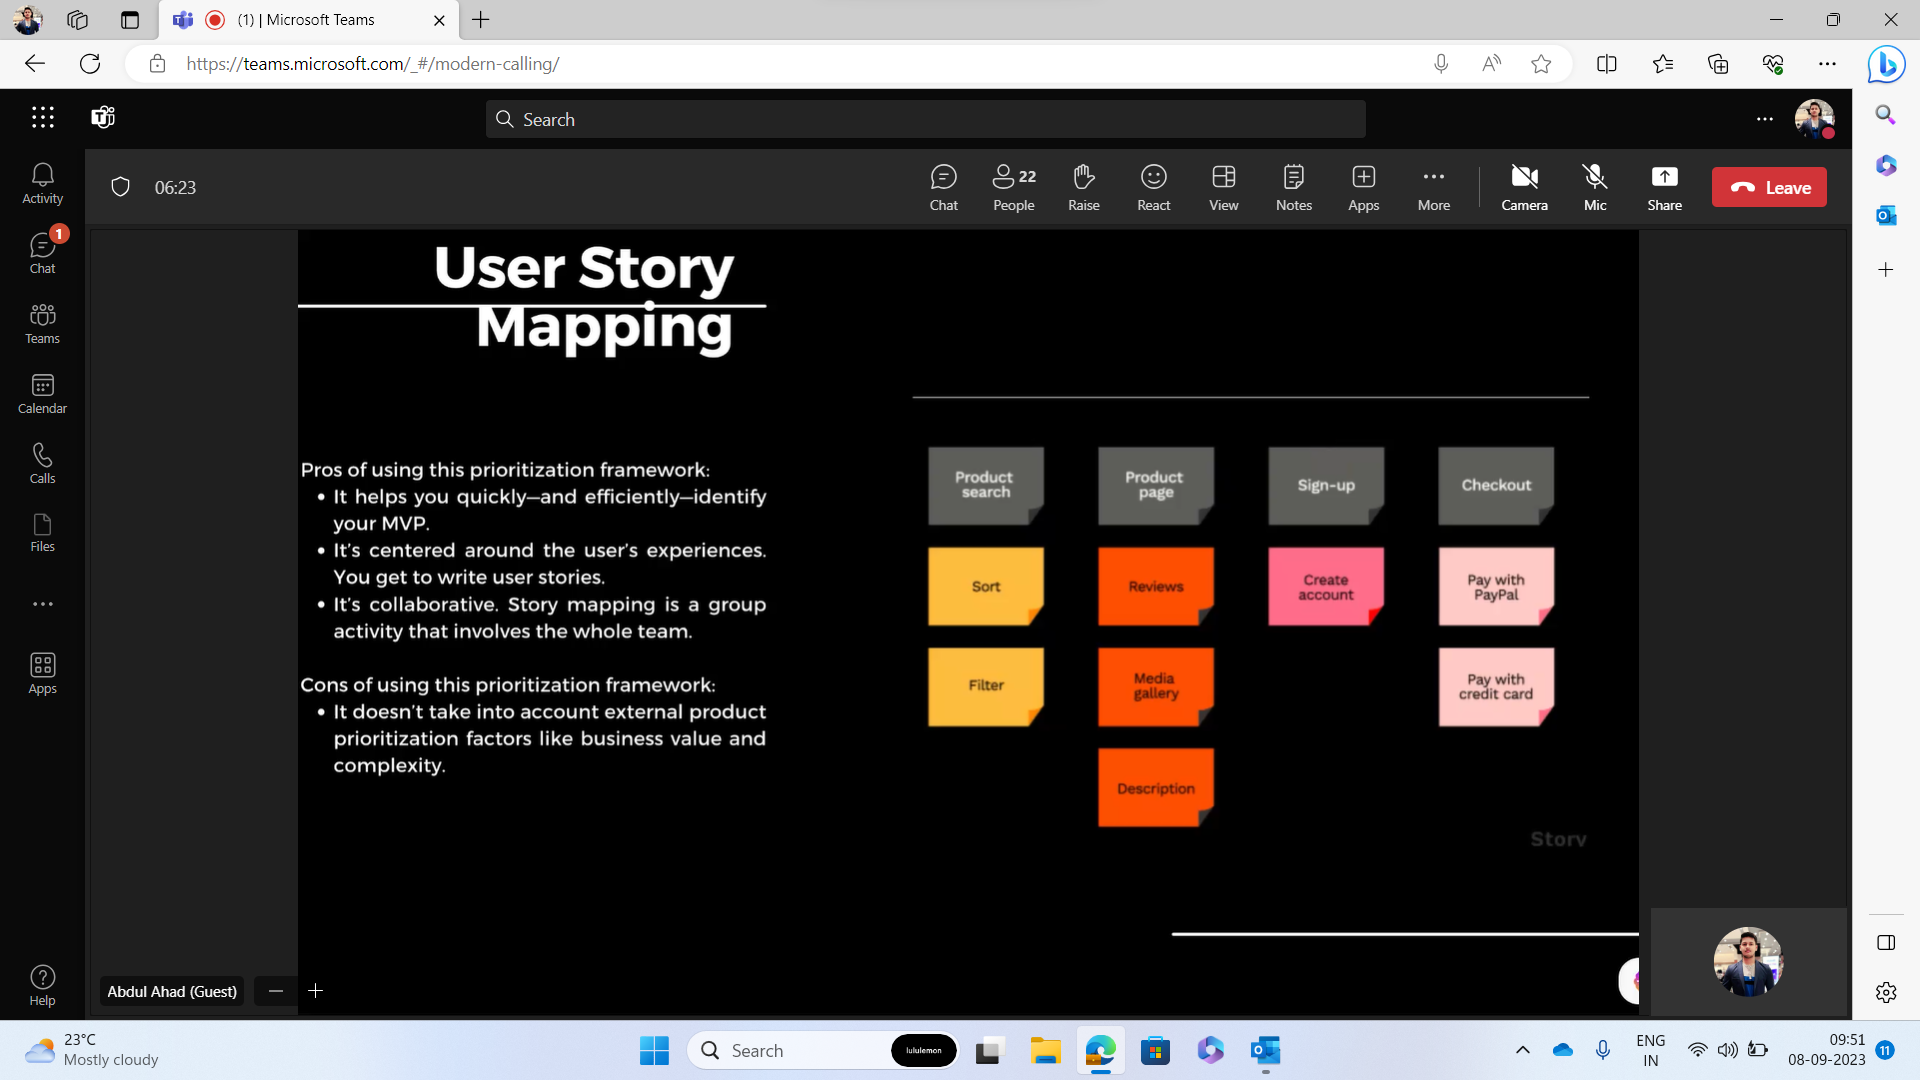 (1) | Microsoft Teams
https://teams.microsoft.com/_#/modern-calling/
Search
Activity
06:23
22
Chat
People
Raise
React
View
Notes
Apps
More
Camera
Mic
Share
Leave
1
Chat
Teams
Calendar
Calls
Files
Apps
Help
User Story
Mapping
Pros of using this prioritization framework:
• It helps you quickly—and efficiently—identify
your MVP.
• It's centered around the user's experiences.
You get to write user stories.
• It's collaborative. Story mapping is a group
activity that involves the whole team.
Cons of using this prioritization framework:
• It doesn't take into account external product
prioritization factors like business value and
complexity.
Product
search
Product
page
Sign-up
Checkout
Sort
Reviews
Create
account
Pay with
PayPal
Filter
Media
gallery
Pay with
credit card
Description
Story
Abdul Ahad (Guest)
23°C
Mostly cloudy
Search
lululemon
ENG
IN
09:51
08-09-2023
11